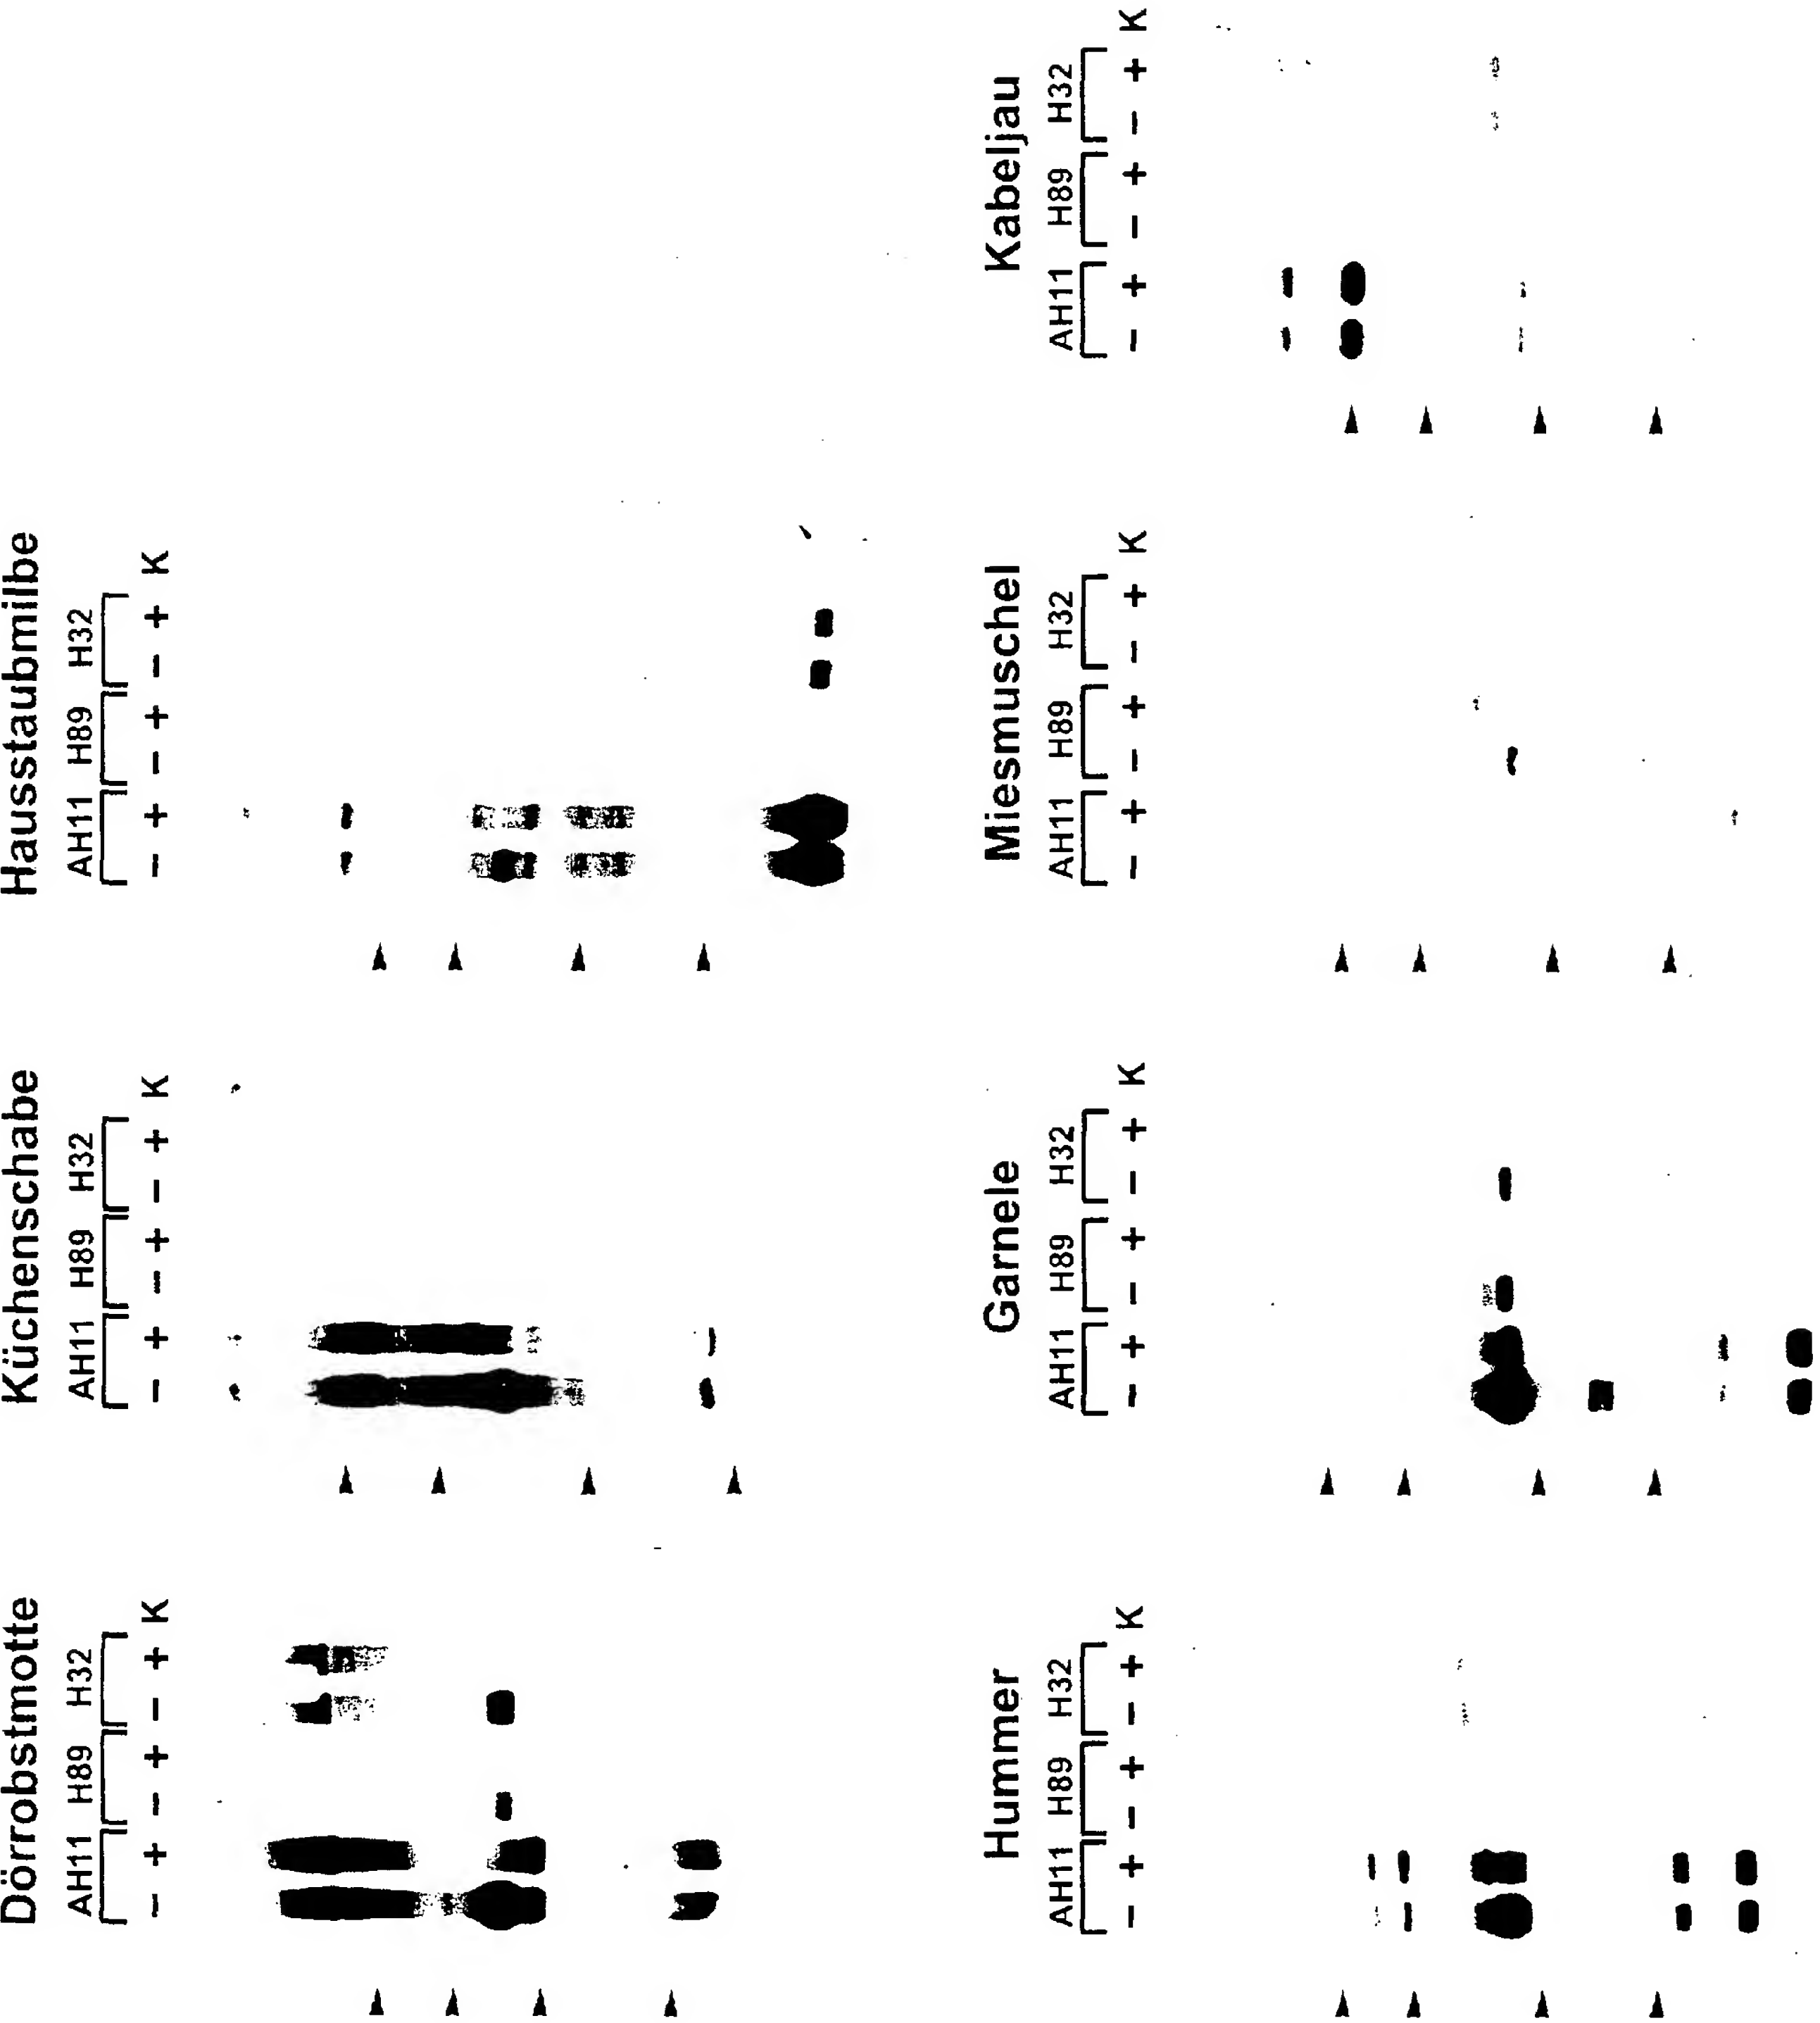 Dörrobstmotte
AH11 H89 H32
− + − + − + K
Küchenschabe
AH11 H89 H32
− + − + − + K
Hausstaubmilbe
AH11 H89 H32
− + − + − + K
Hummer
AH11 H89 H32
− + − + − + K
Garnele
AH11 H89 H32
− + − + − + K
Miesmuschel
AH11 H89 H32
− + − + − + K
Kabeljau
AH11 H89 H32
− + − + − + K